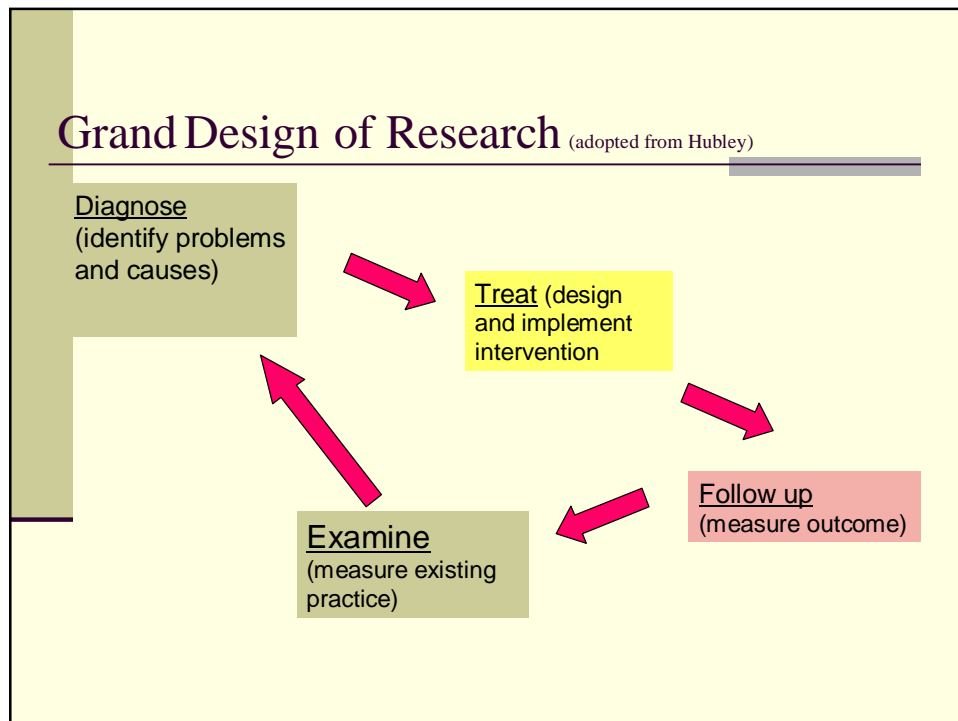 Grand Design of Research (adopted from Hubley)
Diagnose
(identify problems
and causes)
Treat (design
and implement
intervention
Follow up
(measure outcome)
Examine
(measure existing
practice)